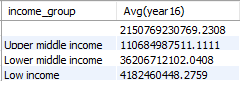 income_group Avg(year16)
2150769230769.2308
Upper middle income 110684987511.1111
Lower middle income 36206712102.0408
Low income 4182460448.2759